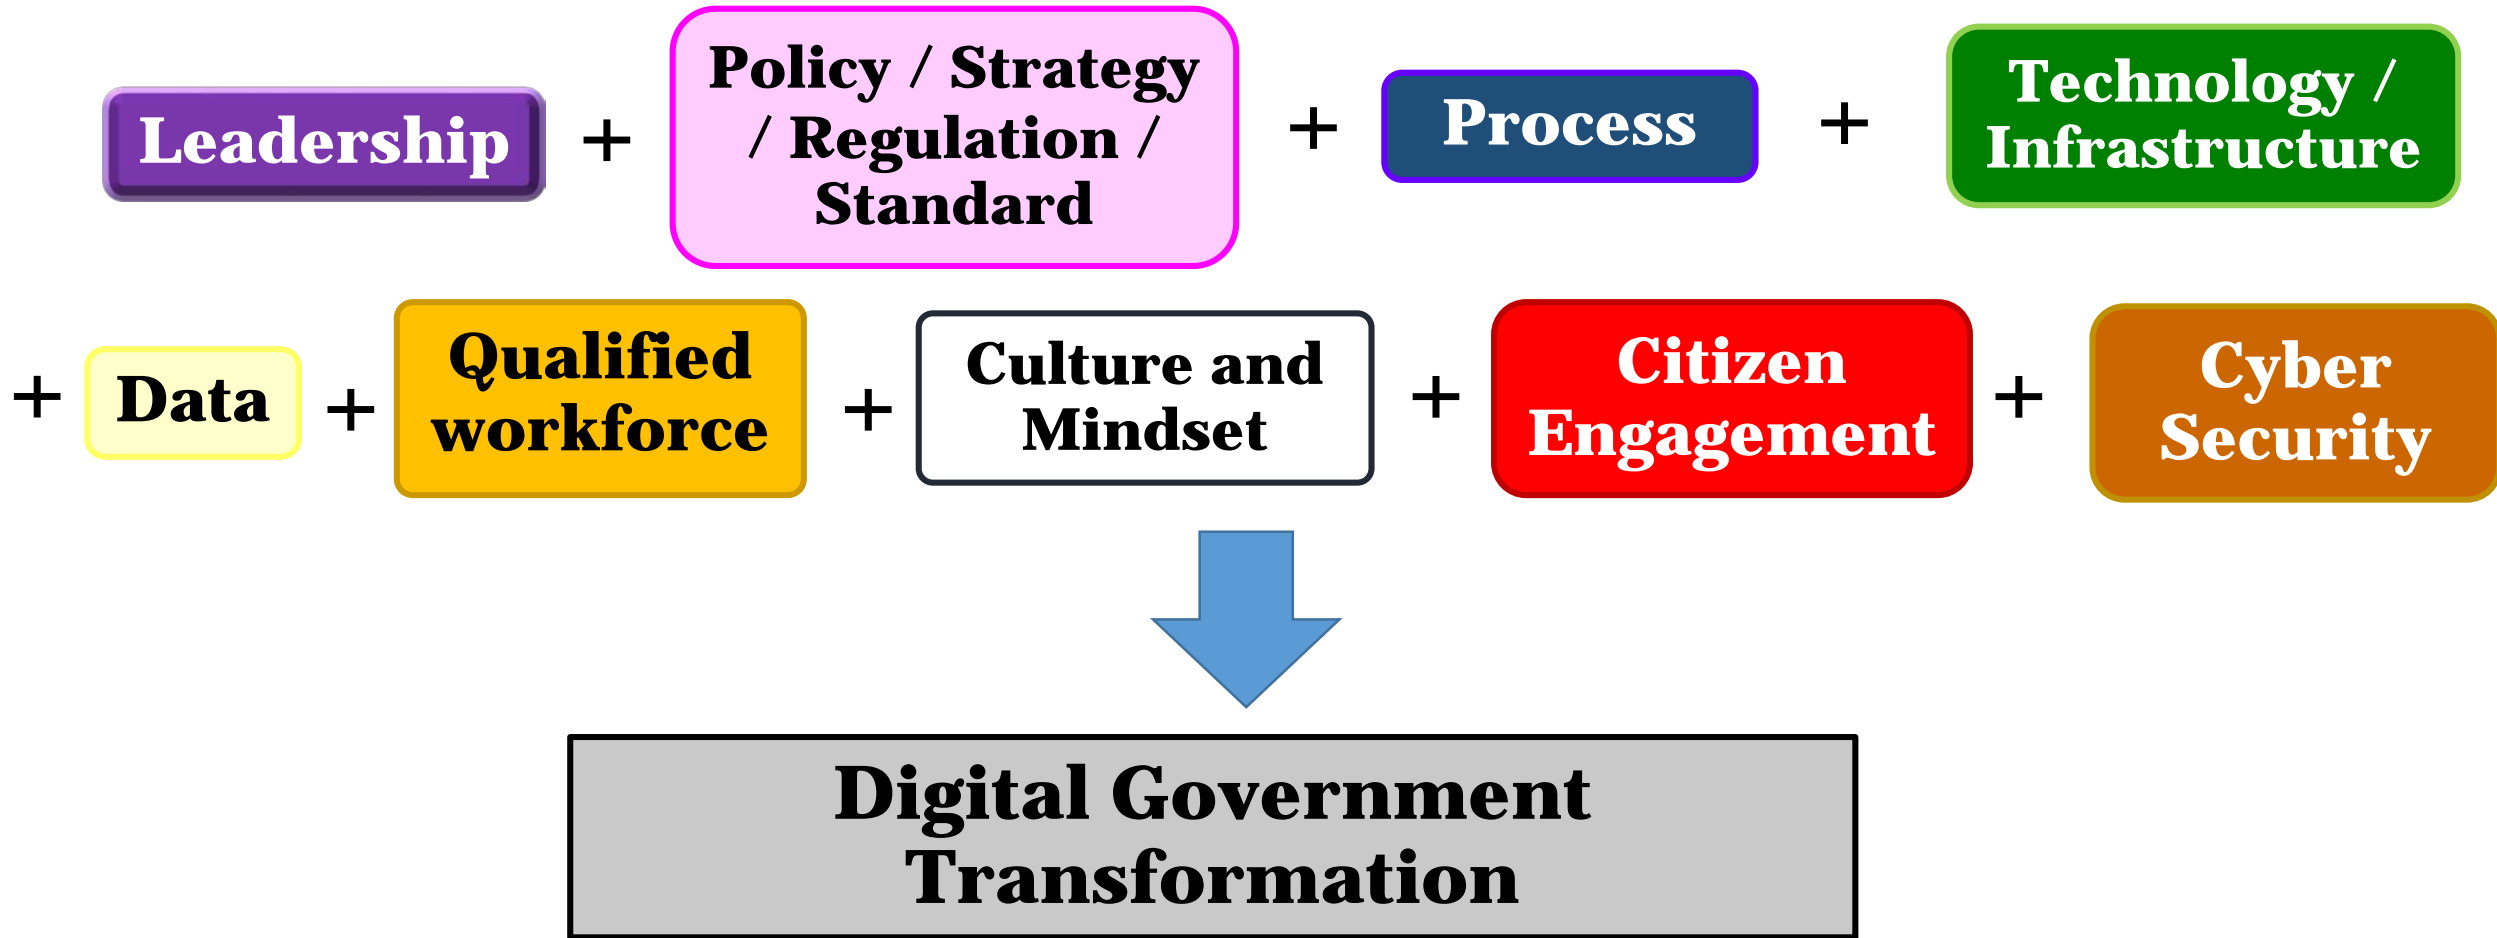 Leadership
+
Policy / Strategy
/ Regulation/
Standard
+
Process
+
Technology /
Infrastructure
+
Data
+
Qualified
workforce
+
Culture and
Mindset
+
Citizen
Engagement
+
Cyber
Security
Digital Government
Transformation